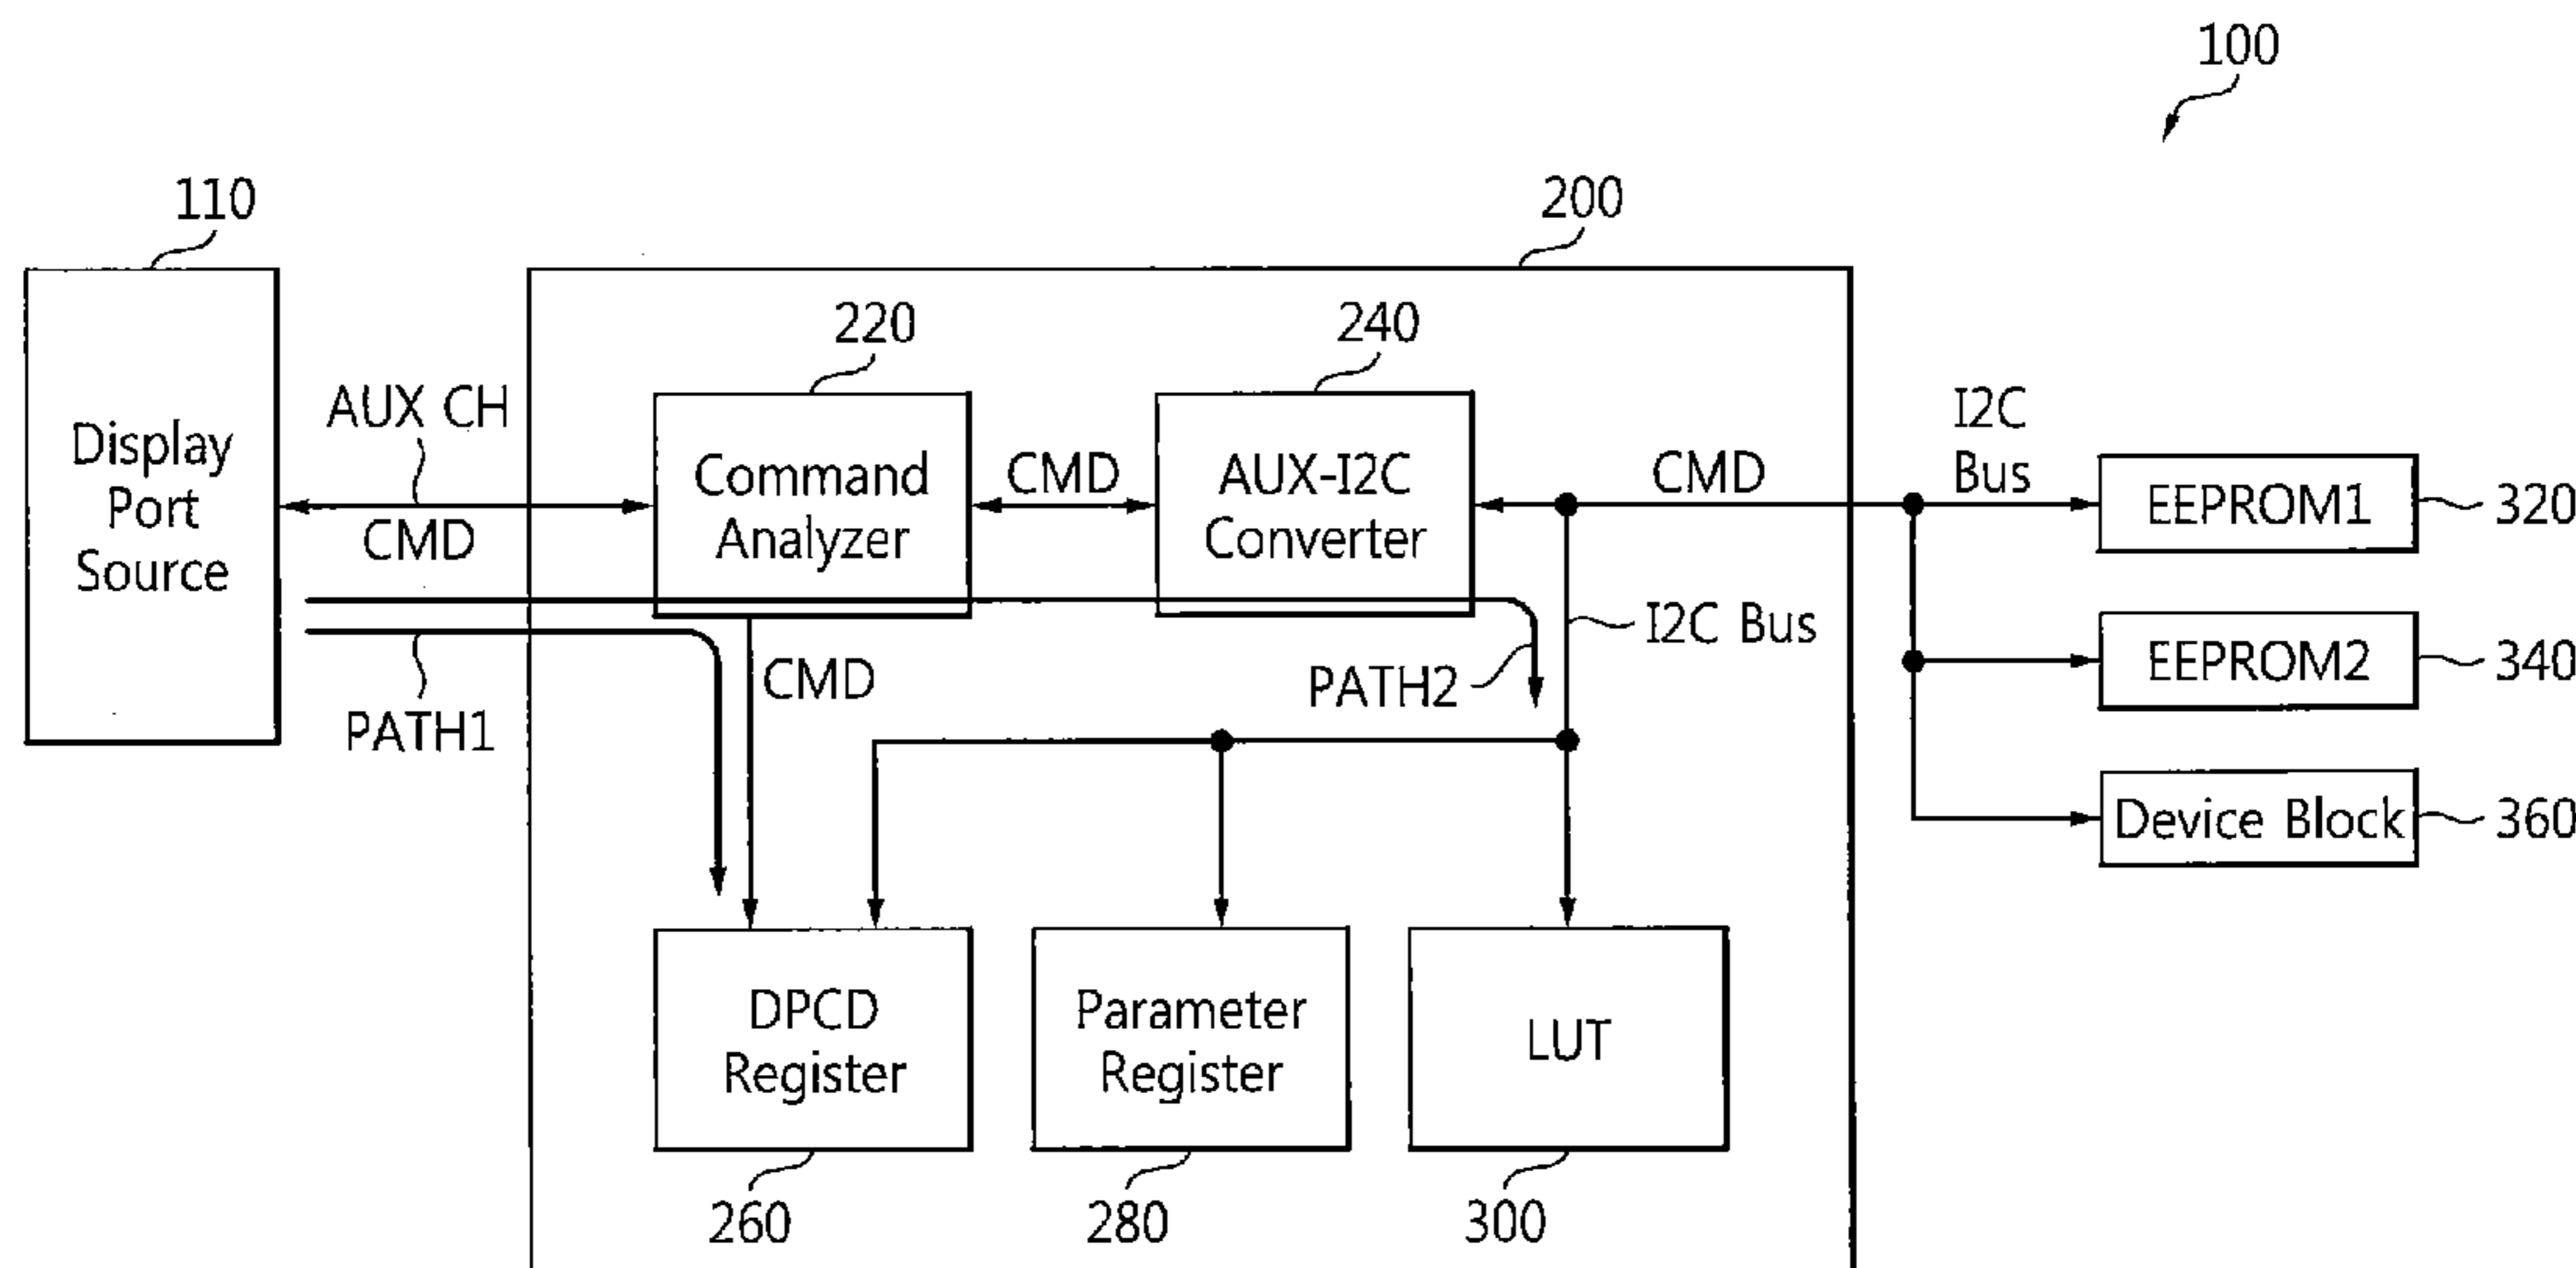 100
110
200
220
240
Display
Port
Source
AUX CH
CMD
Command
Analyzer
CMD
AUX-I2C
Converter
CMD
I2C
Bus
EEPROM1
320
EEPROM2
340
Device Block
360
I2C Bus
PATH1
CMD
PATH2
DPCD
Register
Parameter
Register
LUT
260
280
300